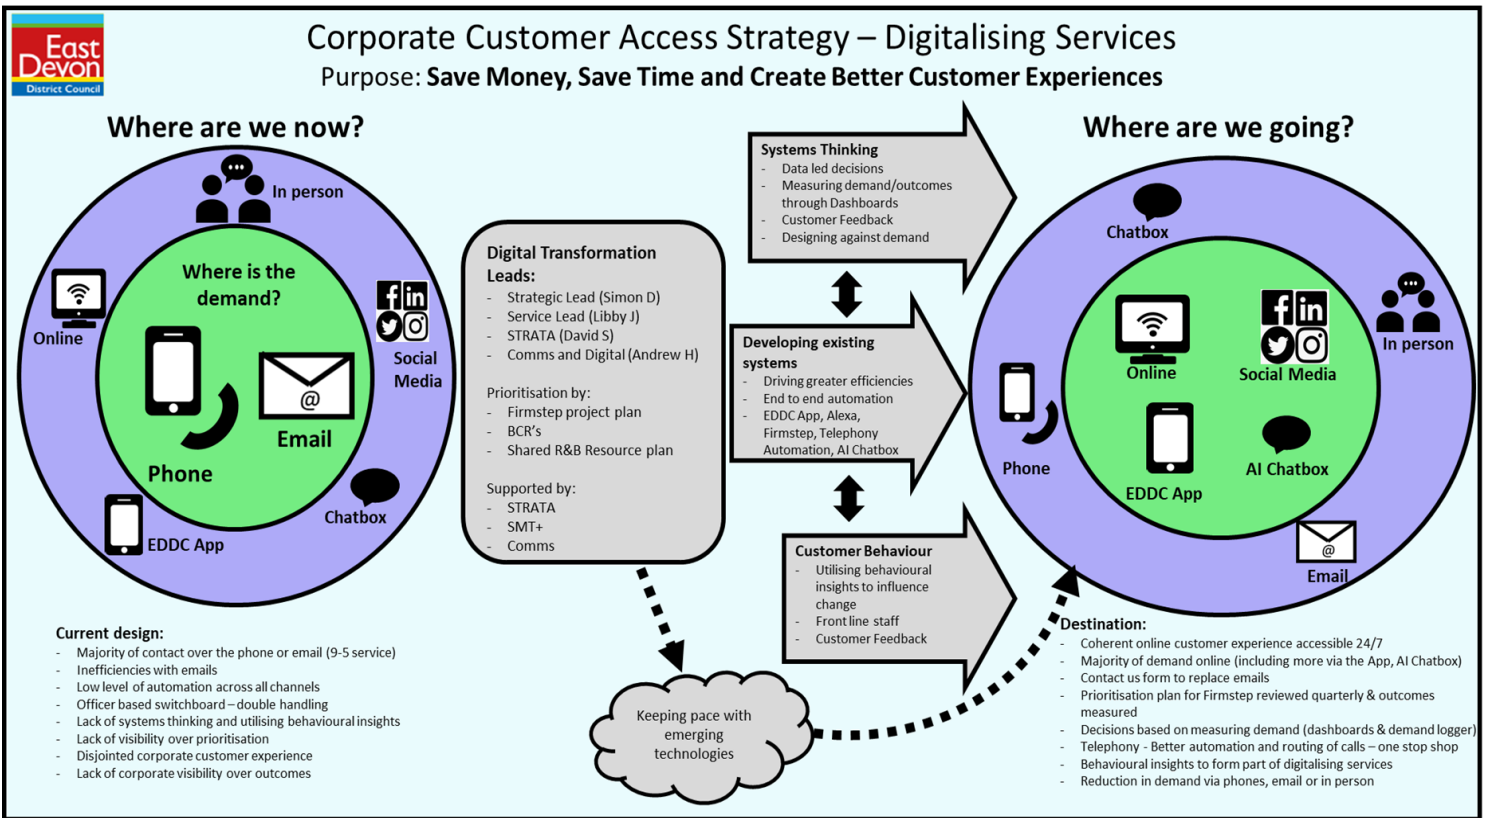 East
Devon
District Council
Corporate Customer Access Strategy – Digitalising Services
Purpose: Save Money, Save Time and Create Better Customer Experiences
Where are we now?
In person
Where is the
demand?
Online
Social
Media
@
Email
Phone
Chatbox
EDDC App
Current design:
- Majority of contact over the phone or email (9-5 service)
- Inefficiencies with emails
- Low level of automation across all channels
- Officer based switchboard – double handling
- Lack of systems thinking and utilising behavioural insights
- Lack of visibility over prioritisation
- Disjointed corporate customer experience
- Lack of corporate visibility over outcomes
Digital Transformation
Leads:
- Strategic Lead (Simon D)
- Service Lead (Libby J)
- STRATA (David S)
- Comms and Digital (Andrew H)
Prioritisation by:
- Firmstep project plan
- BCR's
- Shared R&B Resource plan
Supported by:
- STRATA
- SMT+
- Comms
Keeping pace with
emerging
technologies
Systems Thinking
- Data led decisions
- Measuring demand/outcomes
through Dashboards
- Customer Feedback
- Designing against demand
Developing existing
systems
- Driving greater efficiencies
- End to end automation
- EDDC App, Alexa,
Firmstep, Telephony
Automation, AI Chatbox
Customer Behaviour
- Utilising behavioural
insights to influence
change
- Front line staff
- Customer Feedback
Where are we going?
Chatbox
In person
Online
Social Media
Phone
EDDC App
AI Chatbox
@
Email
Destination:
- Coherent online customer experience accessible 24/7
- Majority of demand online (including more via the App, AI Chatbox)
- Contact us form to replace emails
- Prioritisation plan for Firmstep reviewed quarterly & outcomes
measured
- Decisions based on measuring demand (dashboards & demand logger)
- Telephony - Better automation and routing of calls – one stop shop
- Behavioural insights to form part of digitalising services
- Reduction in demand via phones, email or in person